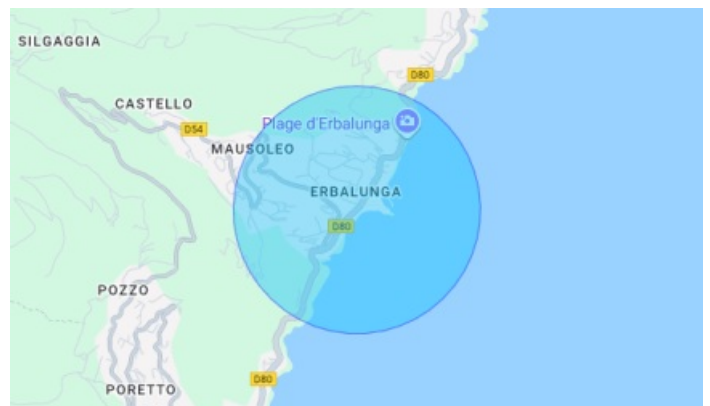 SILGAGGIA
D80
CASTELLO
Plage d'Erbalunga
D54
MAUSOLEO
ERBALUNGA
D80
POZZO
D80
PORETTO